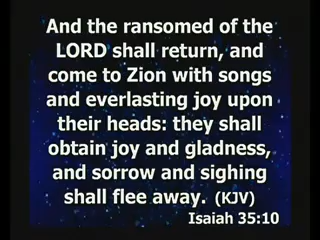 And the ransomed of the
LORD shall return, and
come to Zion with songs
and everlasting joy upon
their heads: they shall
obtain joy and gladness,
and sorrow and sighing
shall flee away. (KJV)
Isaiah 35:10